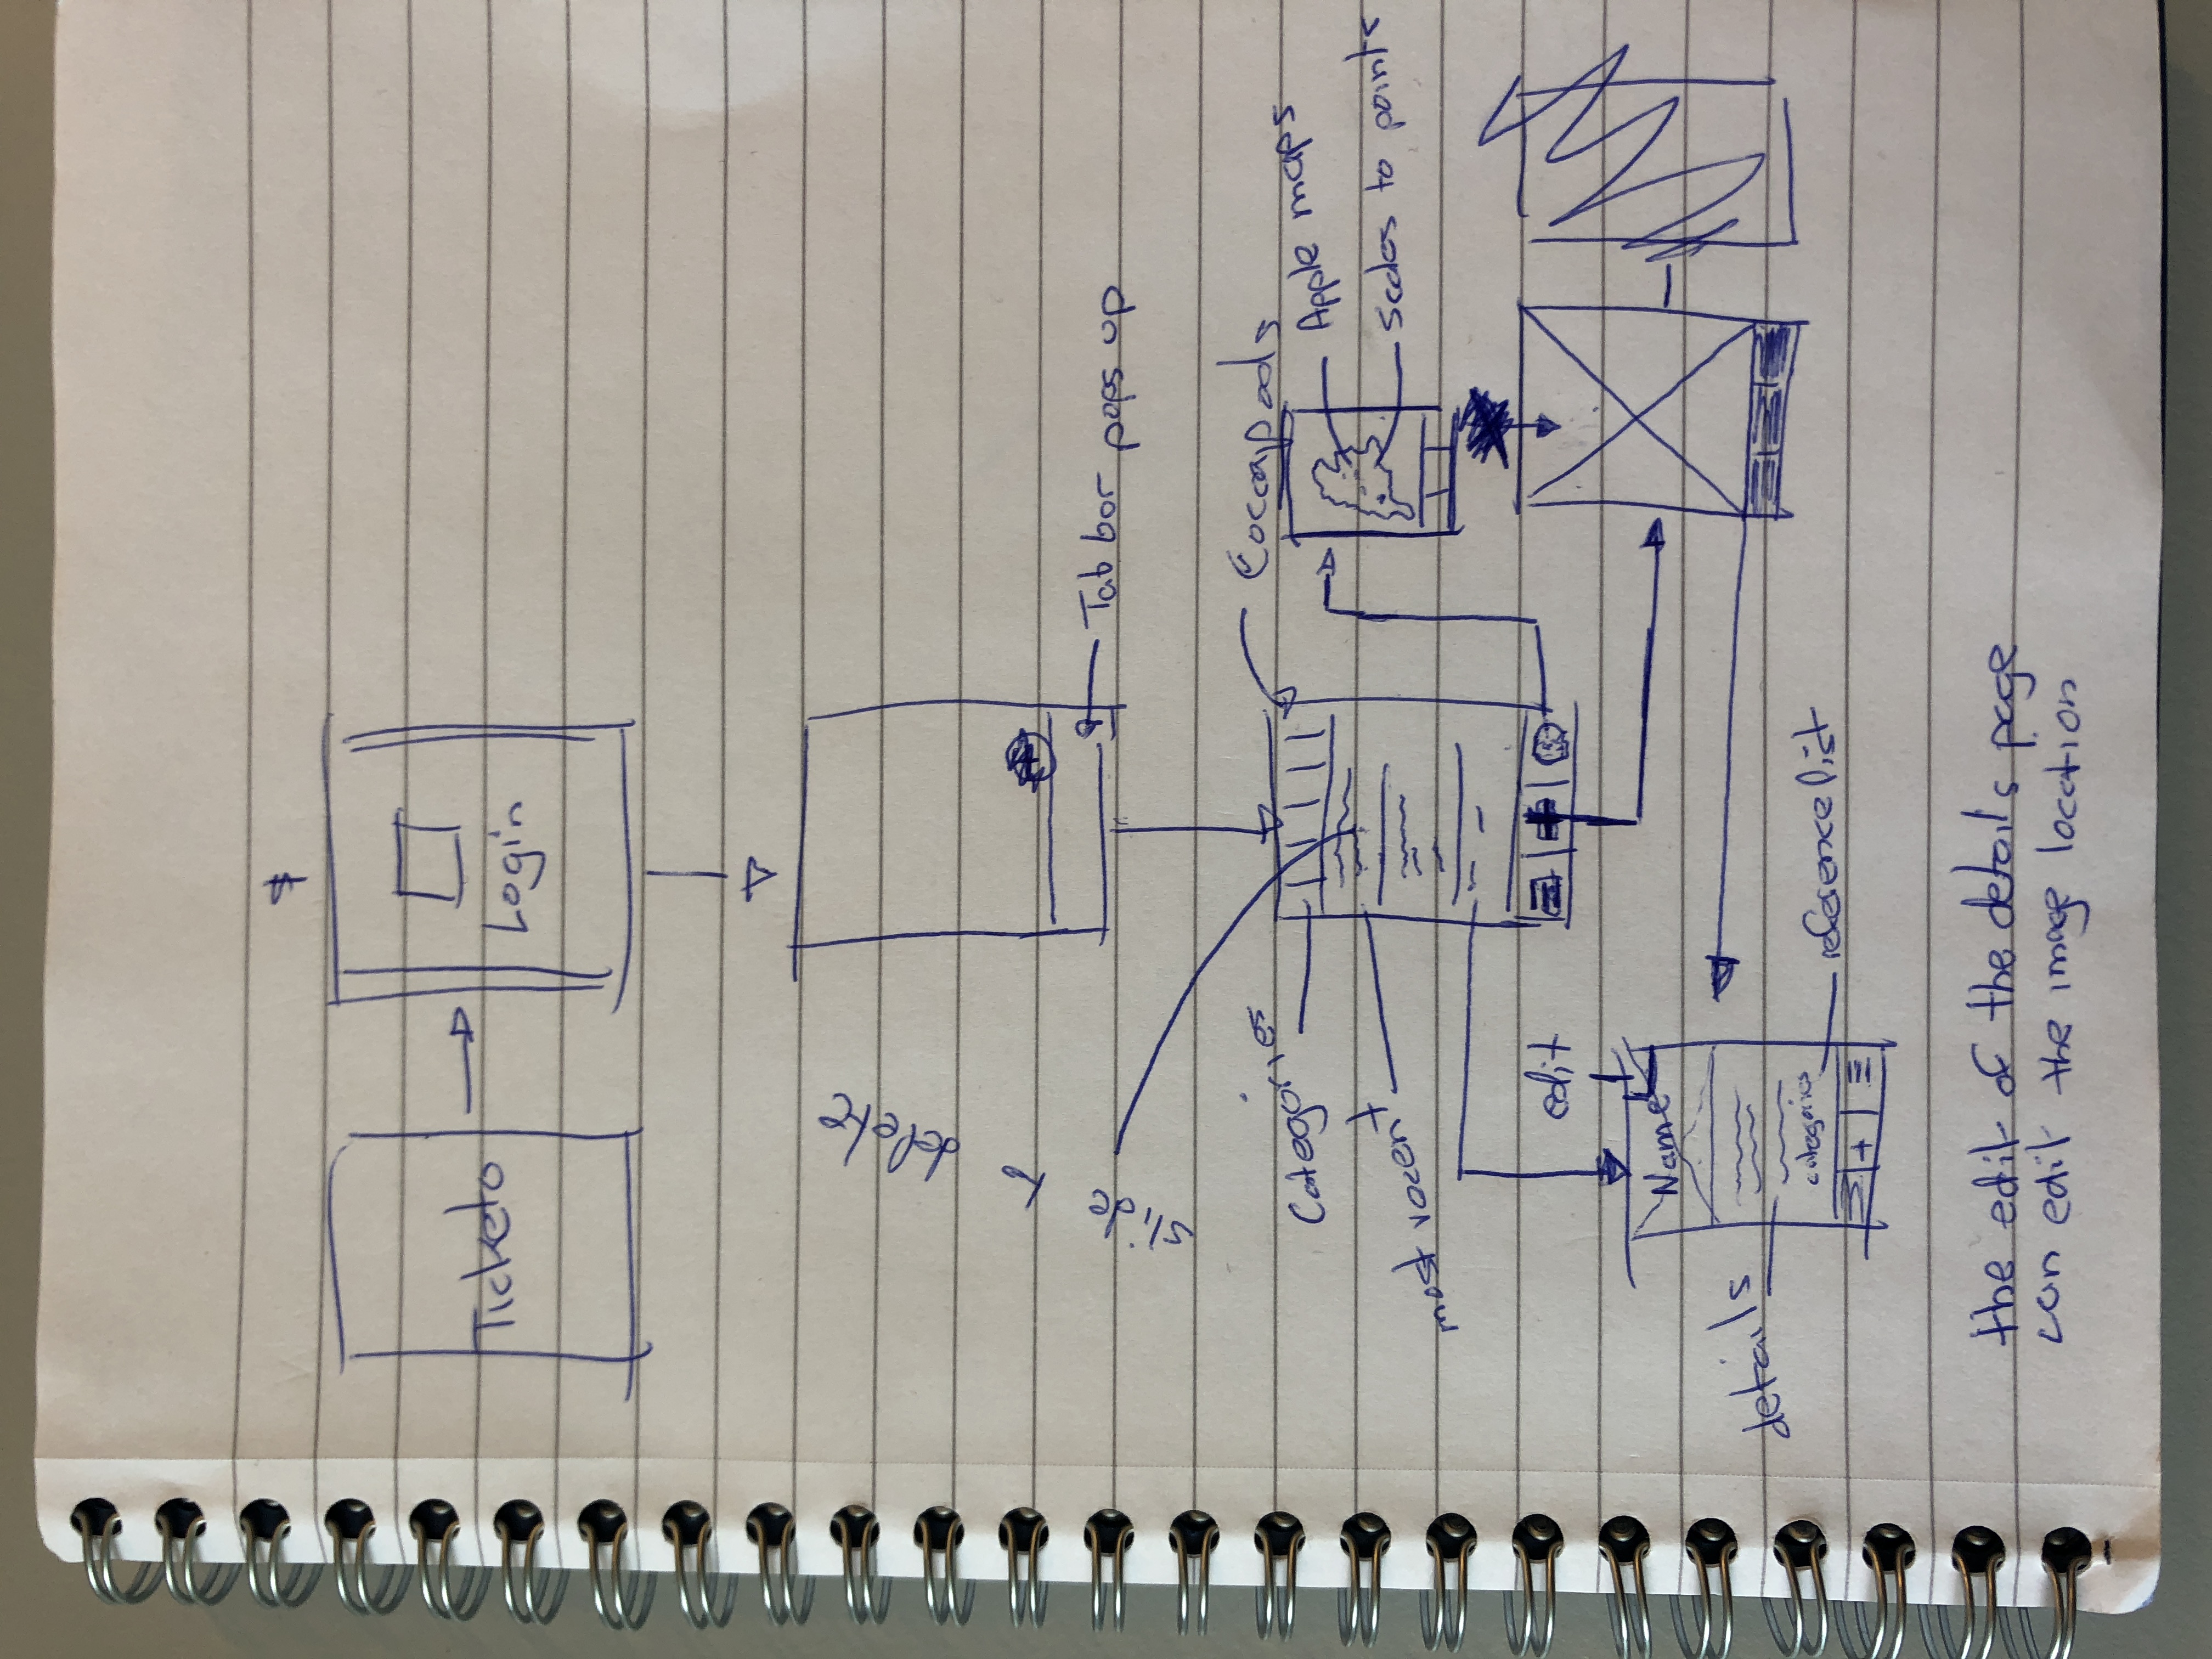 $
Ticketo
Login
slide to delete
Tab bar pops up
Categories
Cocoapods
Apple maps
most recent
scales to points
edit
Name
details
categories
reference list
+
the edit of the details page
can edit the image location